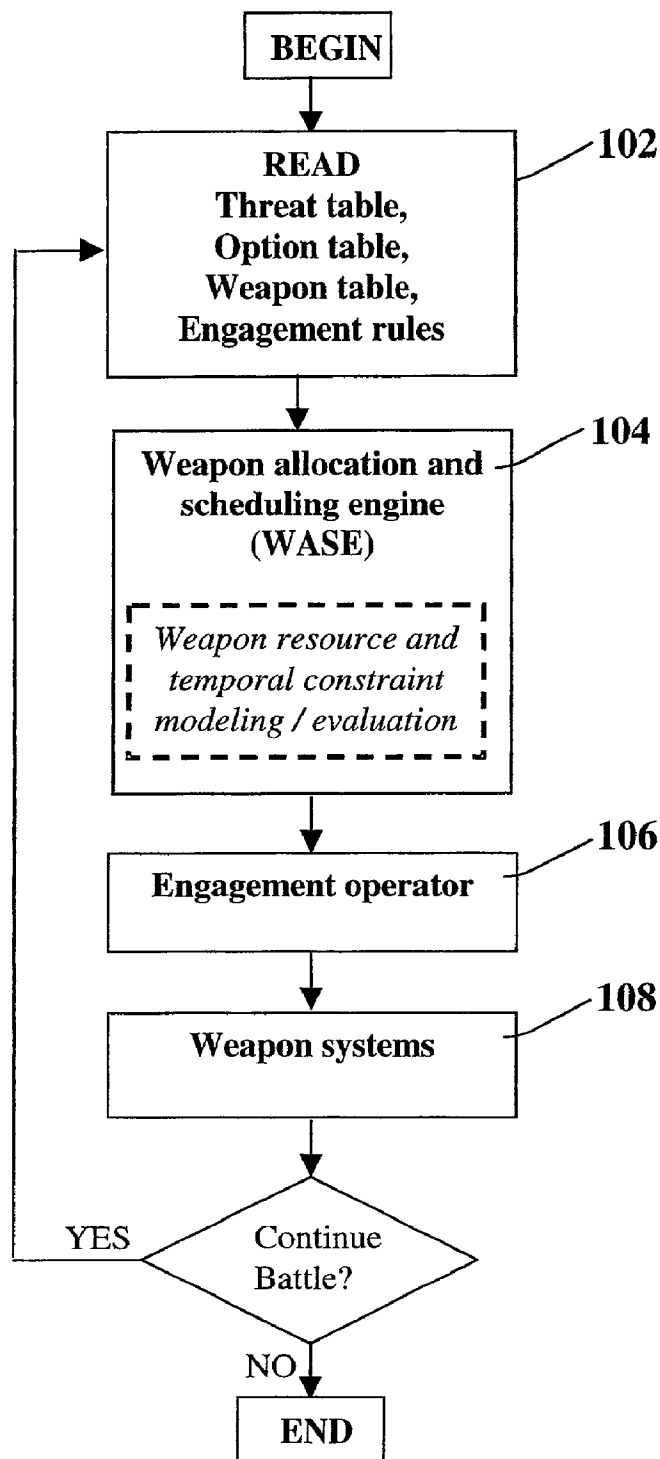 BEGIN
102
READ
Threat table,
Option table,
Weapon table,
Engagement rules
104
Weapon allocation and
scheduling engine
(WASE)
Weapon resource and
temporal constraint
modeling / evaluation
106
Engagement operator
108
Weapon systems
YES
Continue
Battle?
NO
END